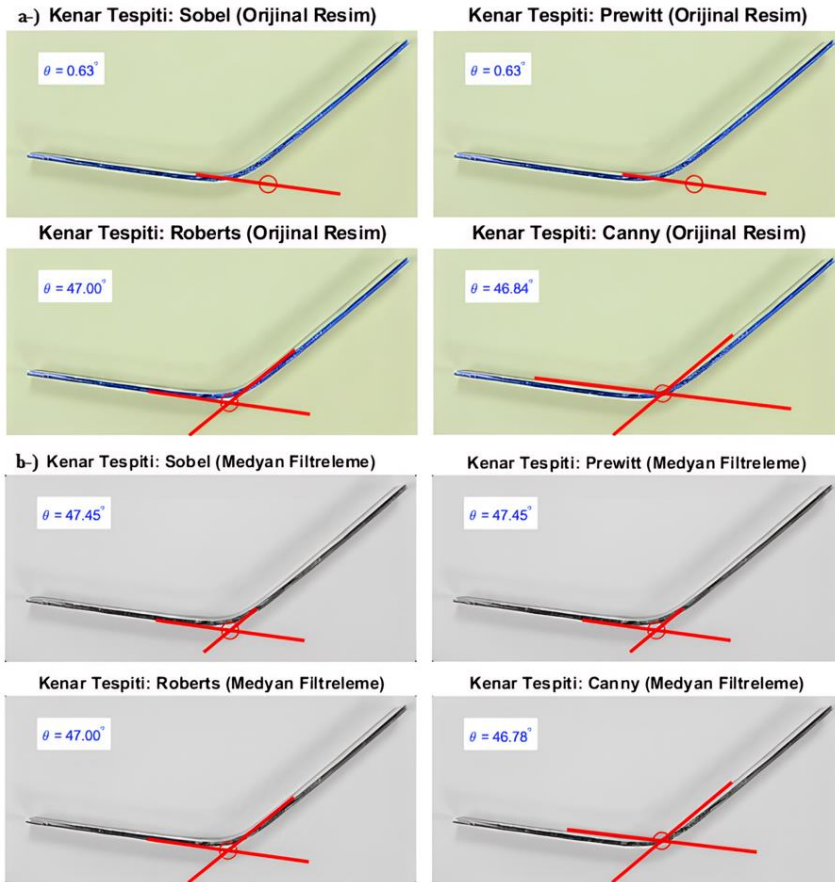 a-) Kenar Tespiti: Sobel (Orijinal Resim)
Kenar Tespiti: Prewitt (Orijinal Resim)
θ = 0.63°
θ = 0.63°
Kenar Tespiti: Roberts (Orijinal Resim)
Kenar Tespiti: Canny (Orijinal Resim)
θ = 47.00°
θ = 46.84°
b-) Kenar Tespiti: Sobel (Medyan Filtreleme)
Kenar Tespiti: Prewitt (Medyan Filtreleme)
θ = 47.45°
θ = 47.45°
Kenar Tespiti: Roberts (Medyan Filtreleme)
Kenar Tespiti: Canny (Medyan Filtreleme)
θ = 47.00°
θ = 46.78°